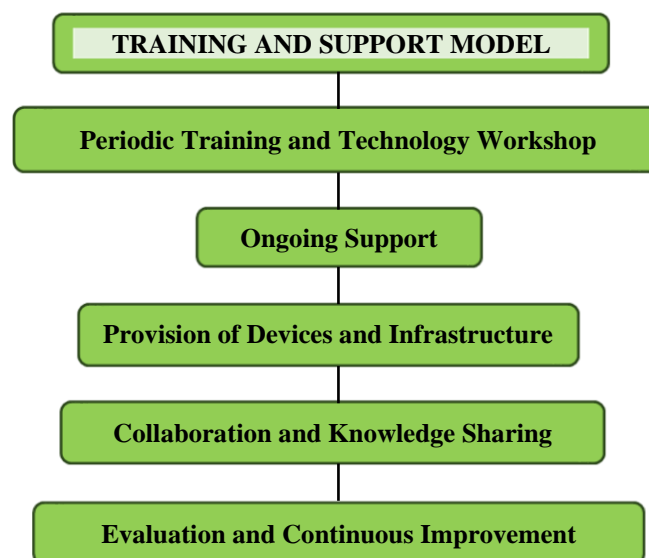 TRAINING AND SUPPORT MODEL
Periodic Training and Technology Workshop
Ongoing Support
Provision of Devices and Infrastructure
Collaboration and Knowledge Sharing
Evaluation and Continuous Improvement